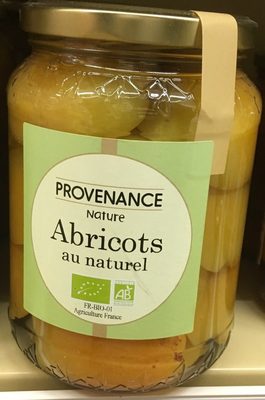 PROVENANCE
Nature
Abricots
au naturel
AB
FR-BIO-01
Agriculture France